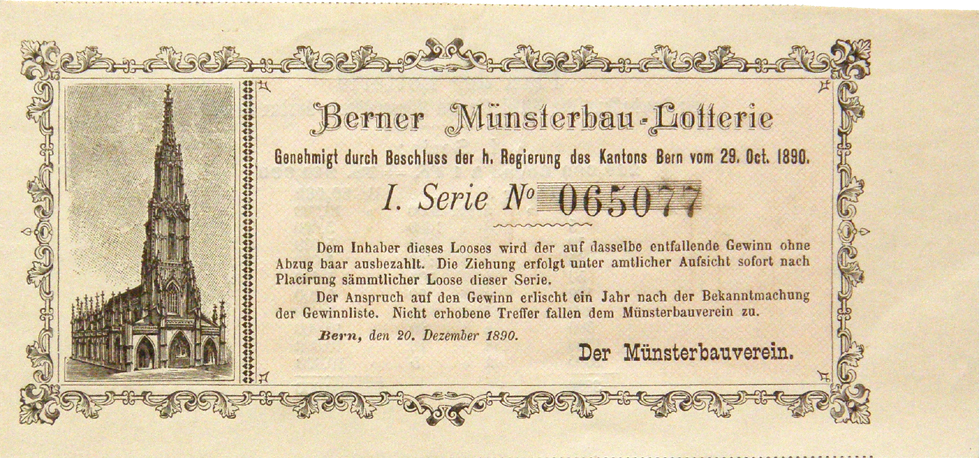 Berner Münsterbau-Lotterie
Genehmigt durch Beschluss der h. Regierung des Kantons Bern vom 29. Oct. 1890.
I. Serie No 065077
Dem Inhaber dieses Looses wird der auf dasselbe entfallende Gewinn ohne
Abzug baar ausbezahlt. Die Ziehung erfolgt unter amtlicher Aufsicht sofort nach
Placirung sämmtlicher Loose dieser Serie.
Der Anspruch auf den Gewinn erlischt ein Jahr nach der Bekanntmachung
der Gewinnliste. Nicht erhobene Treffer fallen dem Münsterbauverein zu.
Bern, den 20. Dezember 1890.
Der Münsterbauverein.